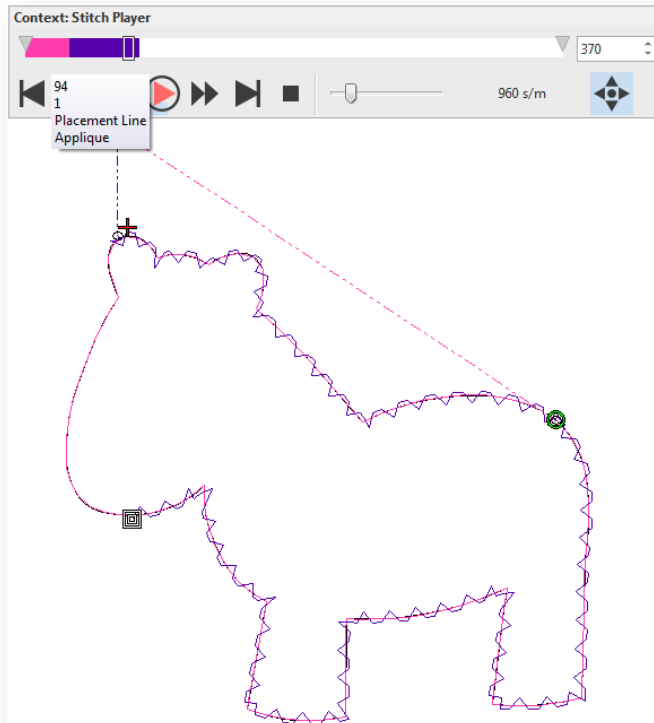 Context: Stitch Player
370
94
1
Placement Line
Applique
960 s/m